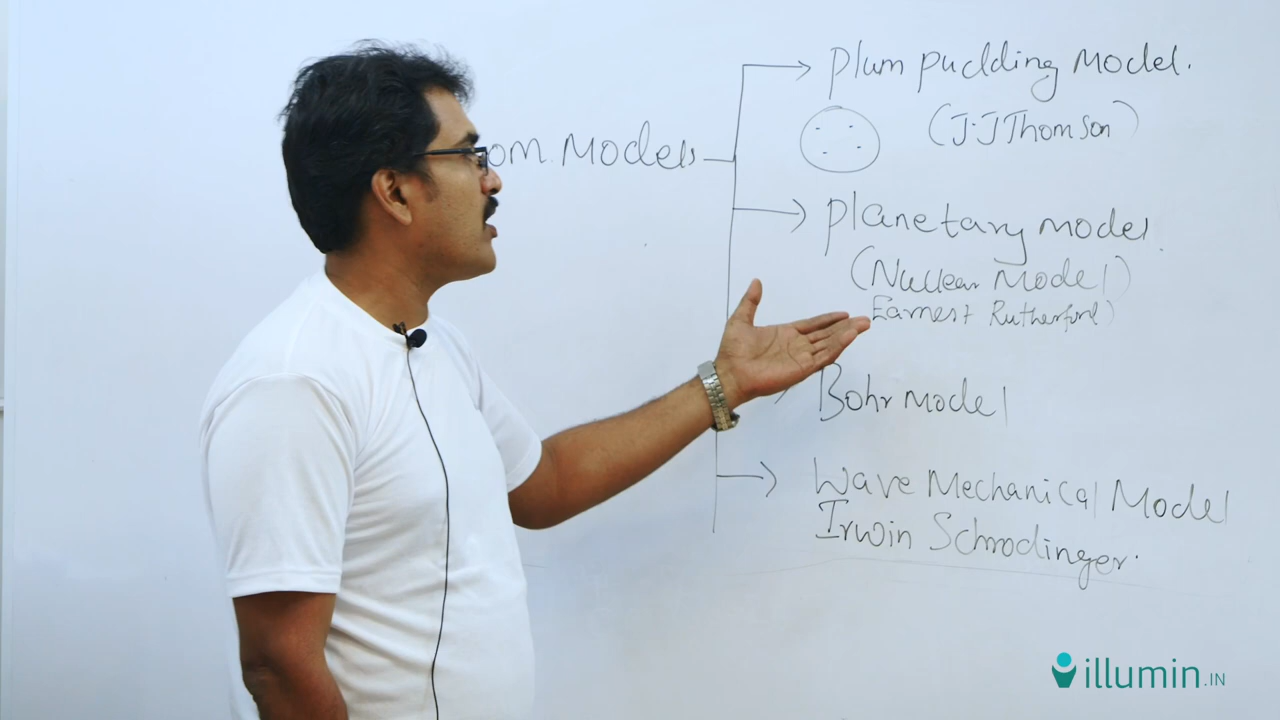 plum pudding Model.
(J.J Thomson)
om Models
planetary model.
(Nuclear Model)
Earnest Rutherford)
Bohr model
Wave Mechanical Model
Irwin Schrodinger.
illumin.IN